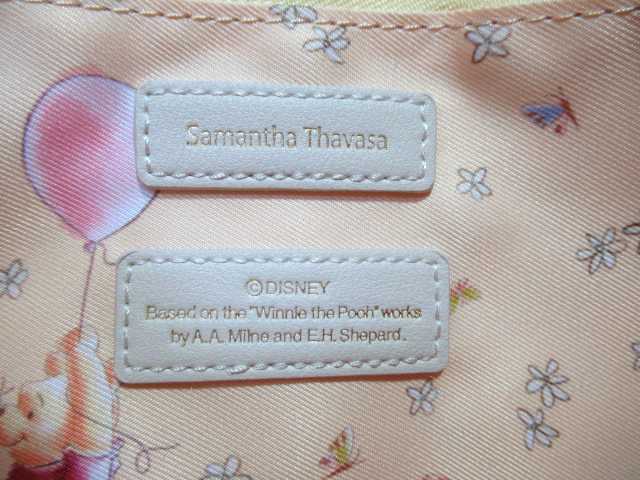 Samantha Thavasa
©DISNEY
Based on the "Winnie the Pooh" works
by A.A. Milne and E.H. Shepard.